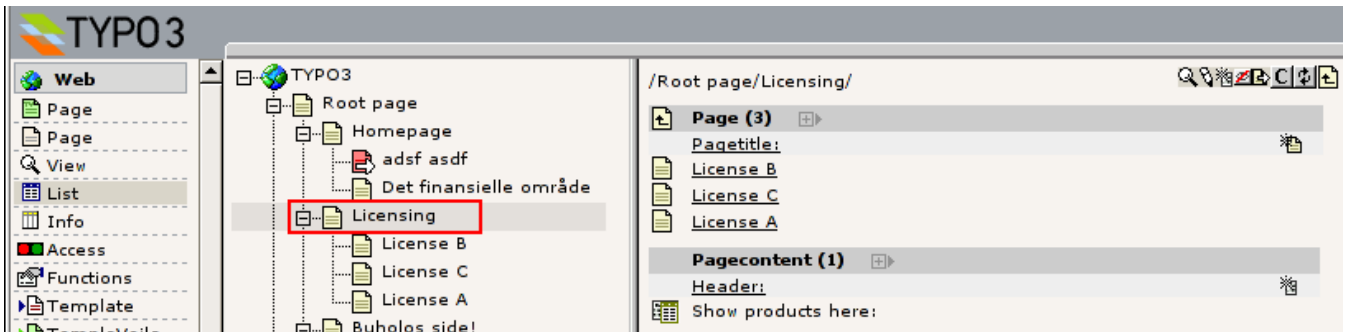 TYPO3
Web
Page
Page
View
List
Info
Access
Functions
Template
TYPO3
Root page
Homepage
adsf asdf
Det finansielle område
Licensing
License B
License C
License A
Buholos side!
/Root page/Licensing/
C
Page (3)
Pagetitle:
License B
License C
License A
Pagecontent (1)
Header:
Show products here: